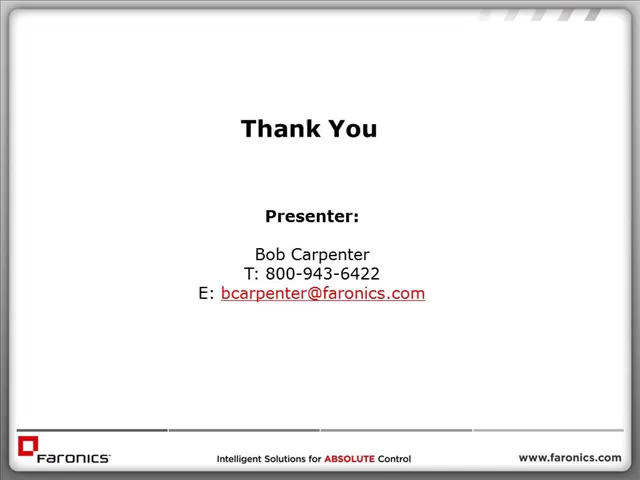 Thank You
Presenter:
Bob Carpenter
T: 800-943-6422
E: bcarpenter@faronics.com
FARONICS
Intelligent Solutions for ABSOLUTE Control
www.faronics.com